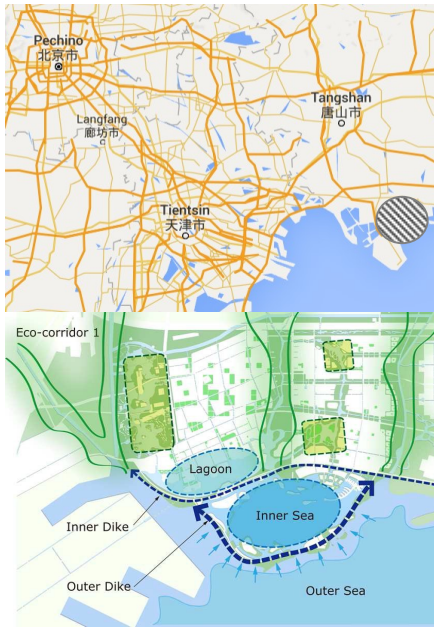 Pechino
北京市
Tangshan
唐山市
Langfang
廊坊市
Tientsin
天津市
Eco-corridor 1
Lagoon
Inner Dike
Inner Sea
Outer Dike
Outer Sea